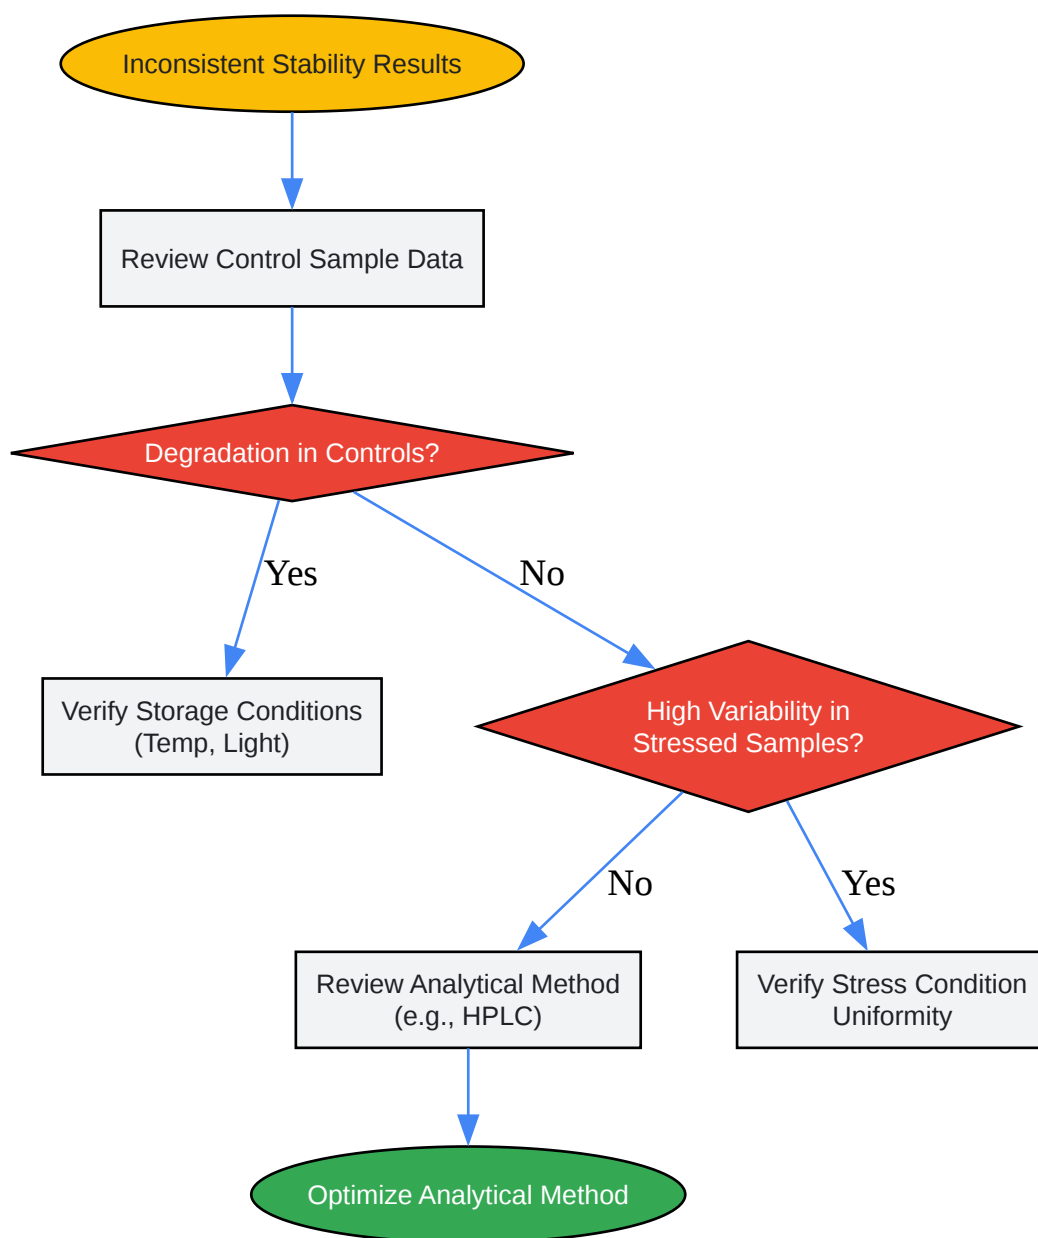 Inconsistent Stability Results
Review Control Sample Data
Degradation in Controls?
Yes
No
Verify Storage Conditions
(Temp, Light)
High Variability in
Stressed Samples?
No
Yes
Review Analytical Method
(e.g., HPLC)
Verify Stress Condition
Uniformity
Optimize Analytical Method